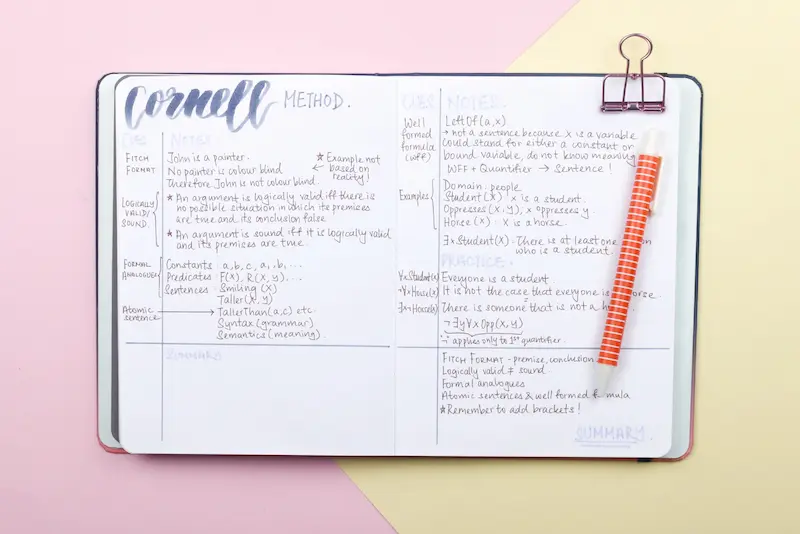 Cornell METHOD.
CUES NOTES
FITCH FORMAT
John is a painter.
No painter is colour blind
Therefore John is not colour blind.
★ Example not
← based on
reality!
LOGICALLY
VALID/
SOUND.
★ An argument is logically valid iff there is
no possible situation in which its premises
are true and its conclusion false
★ An argument is sound iff it is logically valid
and its premises are true.
FORMAL
ANALOGUES
Constants a, b, c, a₁, b₁ ...
Predicates F(x), R(x, y) ...
Sentences Smiling (x)
Taller (x, y)
Atomic
sentence
→ TallerThan (a,c) etc.
Syntax (grammar)
Semantics (meaning)
SUMMARY
CUES NOTES
Well
formed
formula
(wff)
LeftOf (a, x)
→ not a sentence because x is a variable
could stand for either a constant or
bound variable, do not know meaning
WFF + Quantifier → Sentence!
Examples
Domain: people
Student (x) : x is a student.
Oppresses (x, y) : x oppresses y.
Horse (x) : x is a horse.
∃x Student (x) : There is at least one
who is a student.
PRACTICE.
∀x Student(x) Everyone is a student
¬∀x Horse(x) It is not the case that everyone is horse.
∃x¬Horse(x) There is someone that is not a
¬∃y∀x Opp (x, y)
'¬' applies only to 1st quantifier.
FITCH FORMAT - premise, conclusion
Logically valid ≠ sound.
Formal analogues
Atomic sentences & well formed formula
★ Remember to add brackets!
SUMMARY.